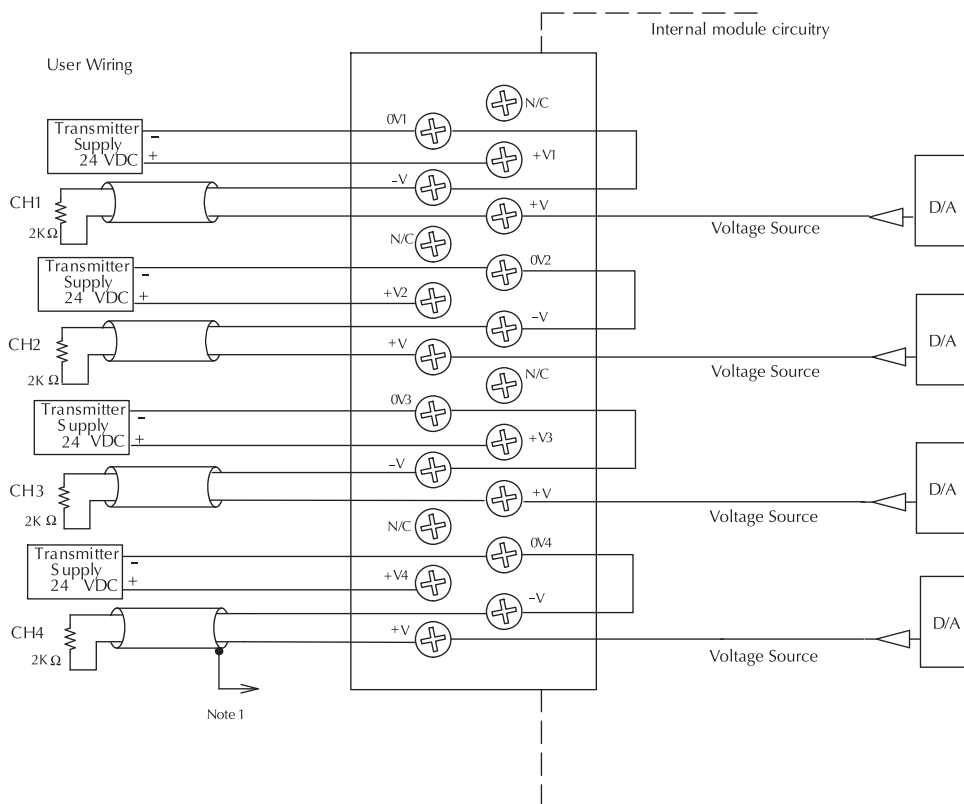 Internal module circuitry
User Wiring
N/C
0V1
Transmitter
Supply
24 VDC
-
+
+V1
-V
CH1
2K Ω
+V
Voltage Source
D/A
N/C
0V2
Transmitter
Supply
24 VDC
-
+
+V2
-V
CH2
2K Ω
+V
Voltage Source
D/A
N/C
0V3
Transmitter
Supply
24 VDC
-
+
+V3
-V
CH3
2K Ω
+V
Voltage Source
D/A
N/C
0V4
Transmitter
Supply
24 VDC
-
+
+V4
-V
CH4
2K Ω
+V
Voltage Source
D/A
Note 1